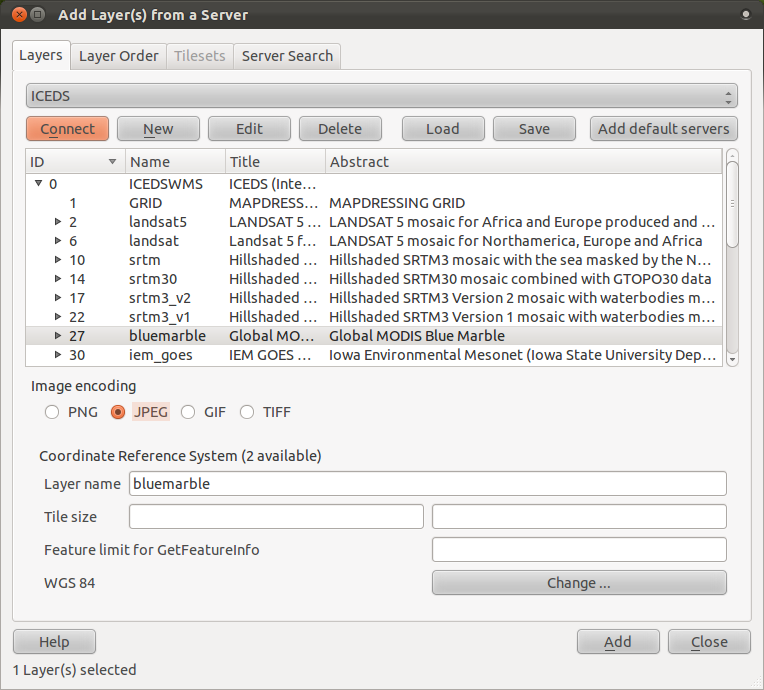 Add Layer(s) from a Server
Layers Layer Order Tilesets Server Search
ICEDS
Connect New Edit Delete Load Save Add default servers
ID Name Title Abstract
0 ICEDSWMS ICEDS (Inte...
1 GRID MAPDRESS... MAPDRESSING GRID
2 landsat5 LANDSAT 5 ... LANDSAT 5 mosaic for Africa and Europe produced and ...
6 landsat Landsat 5 f... LANDSAT 5 mosaic for Northamerica, Europe and Africa
10 srtm Hillshaded ... Hillshaded SRTM3 mosaic with the sea masked by the N...
14 srtm30 Hillshaded ... Hillshaded SRTM30 mosaic combined with GTOPO30 data
17 srtm3_v2 Hillshaded ... Hillshaded SRTM3 Version 2 mosaic with waterbodies m...
22 srtm3_v1 Hillshaded ... Hillshaded SRTM3 Version 1 mosaic with waterbodies m...
27 bluemarble Global MO... Global MODIS Blue Marble
30 iem_goes IEM GOES ... Iowa Environmental Mesonet (Iowa State University Dep...
Image encoding
PNG JPEG GIF TIFF
Coordinate Reference System (2 available)
Layer name bluemarble
Tile size
Feature limit for GetFeatureInfo
WGS 84 Change ...
Help Add Close
1 Layer(s) selected